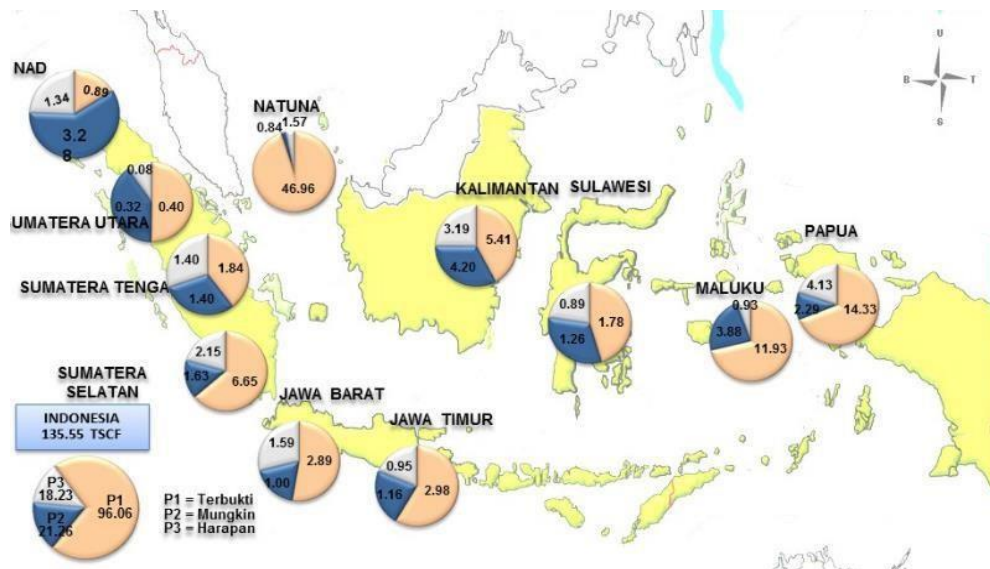 NAD
1.34
0.89
3.2
8
NATUNA
0.84
1.57
46.96
U
B
T
S
0.08
0.32
0.40
UMATERA UTARA
KALIMANTAN
SULAWESI
3.19
5.41
4.20
PAPUA
4.13
2.29
14.33
1.40
1.84
1.40
SUMATERA TENGA
0.89
1.78
1.26
MALUKU
0.93
3.88
11.93
2.15
1.63
6.65
SUMATERA
SELATAN
INDONESIA
135.55 TSCF
JAWA BARAT
1.59
2.89
1.00
JAWA TIMUR
0.95
1.16
2.98
P3
18.23
P1
96.06
P2
21.26
P1 = Terbukti
P2 = Mungkin
P3 = Harapan